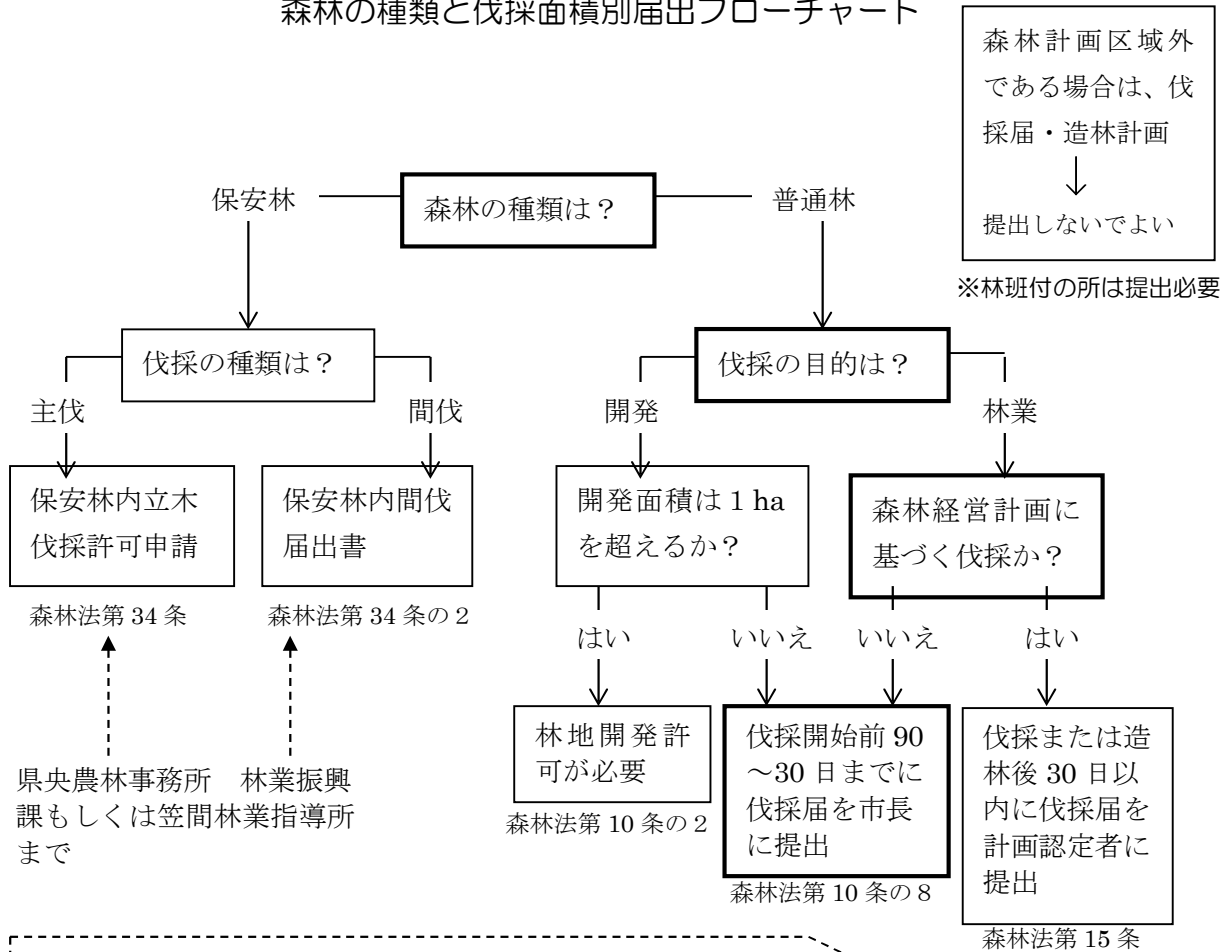 森林の種類と伐採面積別届出フローチャート
森林計画区域外
である場合は、伐
採届・造林計画
提出しないでよい
※林班付の所は提出必要
保安林
森林の種類は？
普通林
伐採の種類は？
伐採の目的は？
主伐
間伐
開発
林業
保安林内立木
伐採許可申請
森林法第 34 条
保安林内間伐
届出書
森林法第 34 条の 2
開発面積は 1 ha
を超えるか？
森林経営計画に
基づく伐採か？
はい
いいえ
いいえ
はい
県央農林事務所　林業振興
課もしくは笠間林業指導所
まで
林地開発許
可が必要
森林法第 10 条の 2
伐採開始前 90
～30 日までに
伐採届を市長
に提出
森林法第 10 条の 8
伐採または造
林後 30 日以
内に伐採届を
計画認定者に
提出
森林法第 15 条